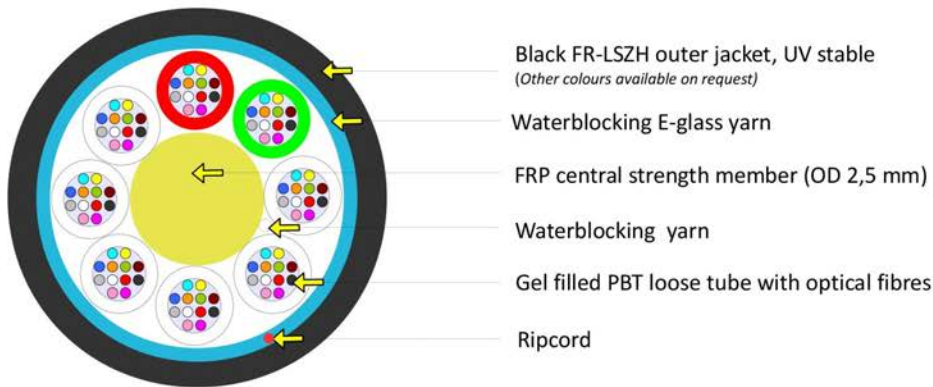 Black FR-LSZH outer jacket, UV stable
(Other colours available on request)
Waterblocking E-glass yarn
FRP central strength member (OD 2,5 mm)
Waterblocking yarn
Gel filled PBT loose tube with optical fibres
Ripcord